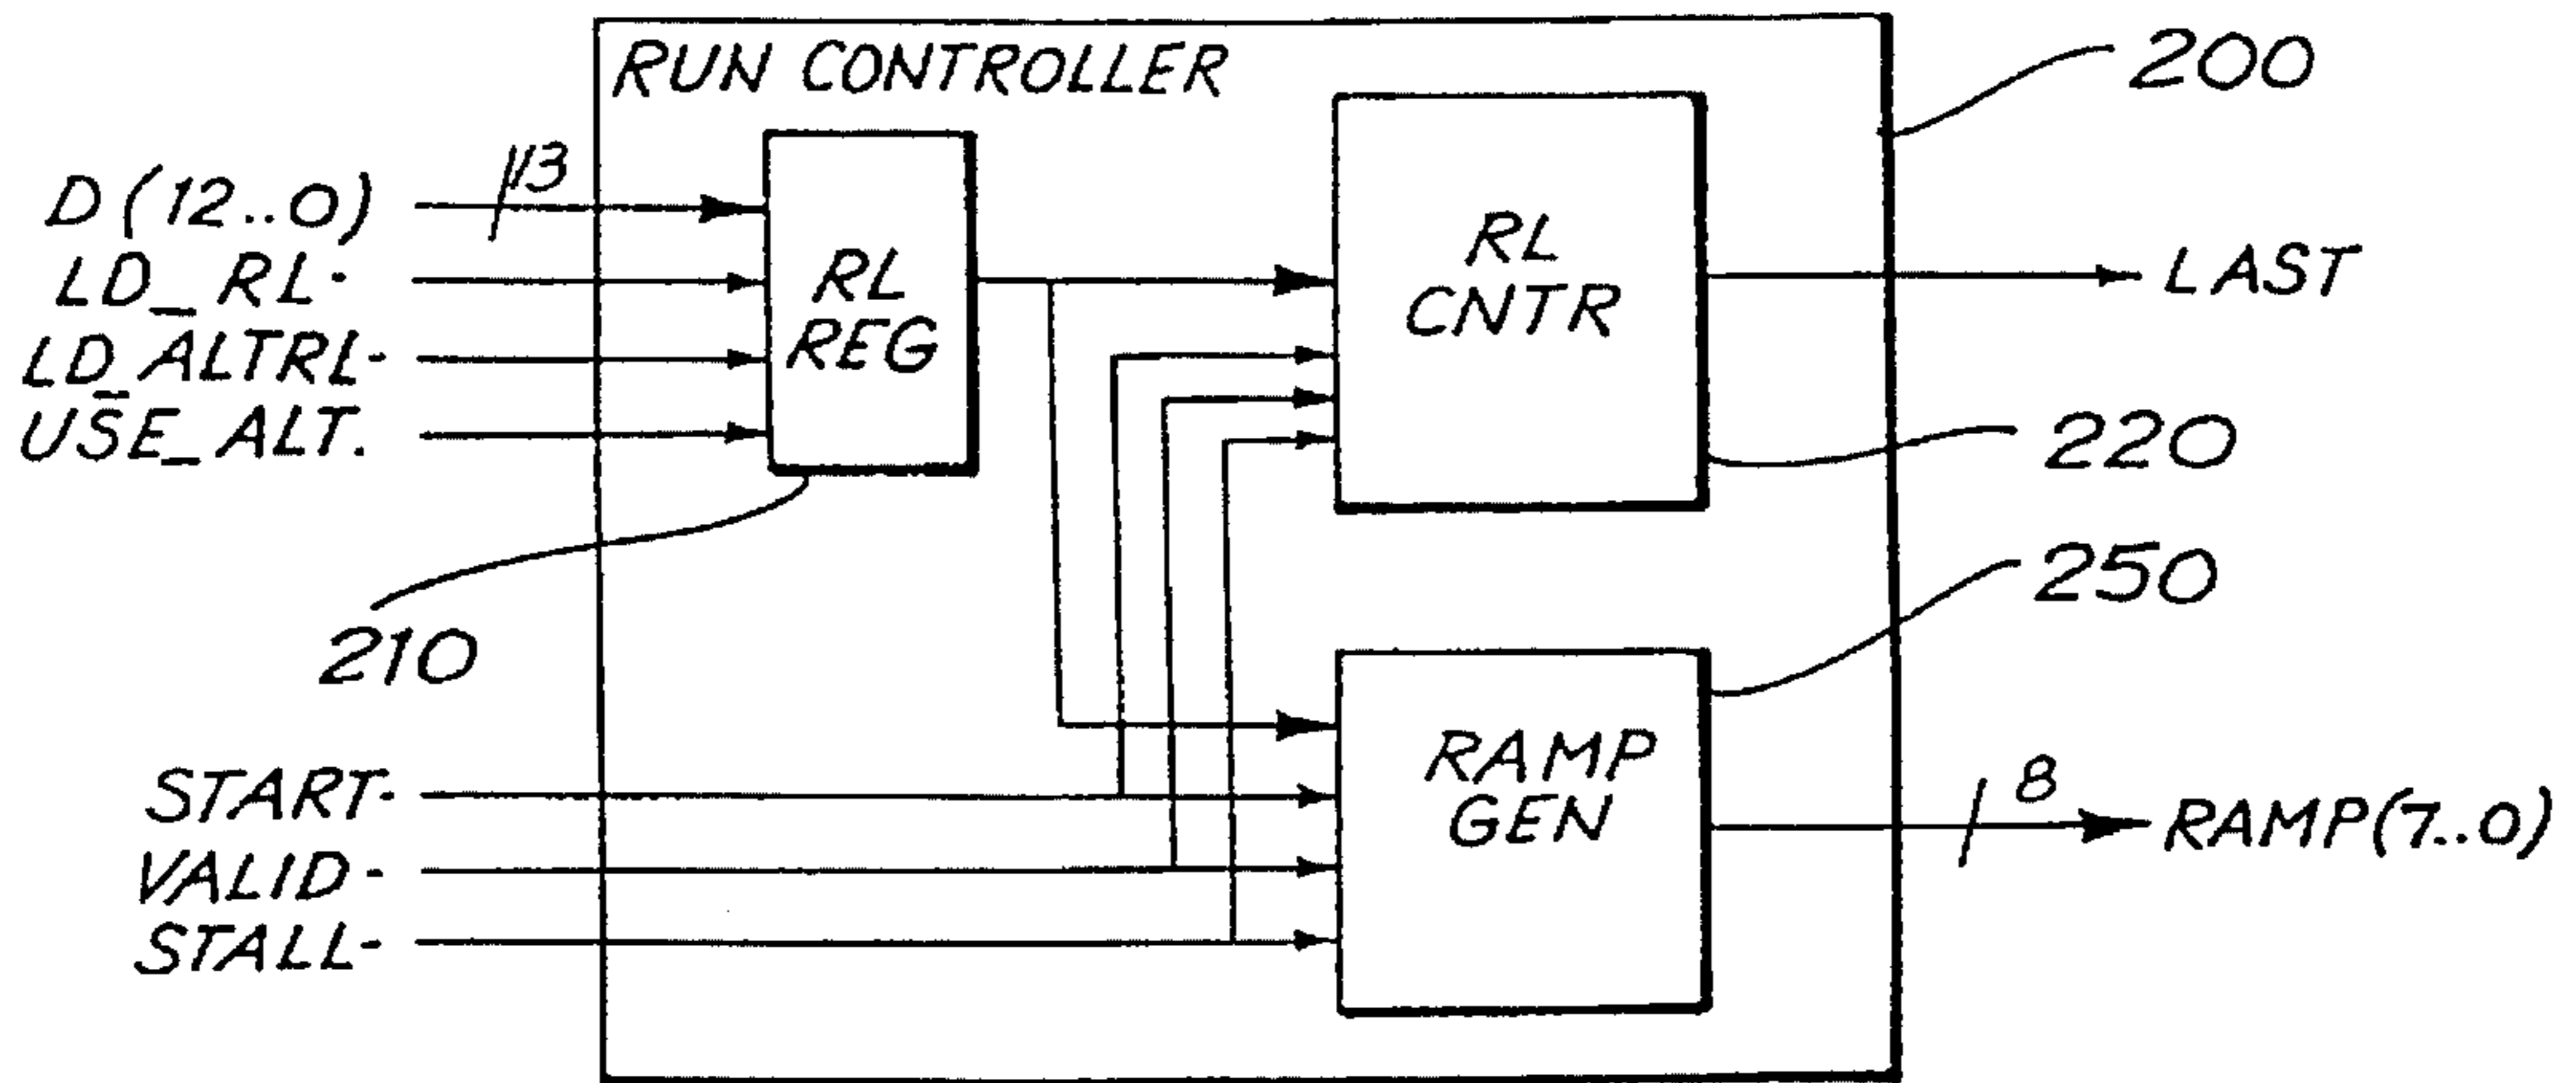 RUN CONTROLLER
200
D(12..0)
13
LD_RL-
LD_ALTRL-
USE_ALT.
RL
REG
RL
CNTR
LAST
220
210
250
START-
VALID-
STALL-
RAMP
GEN
8
RAMP(7..0)